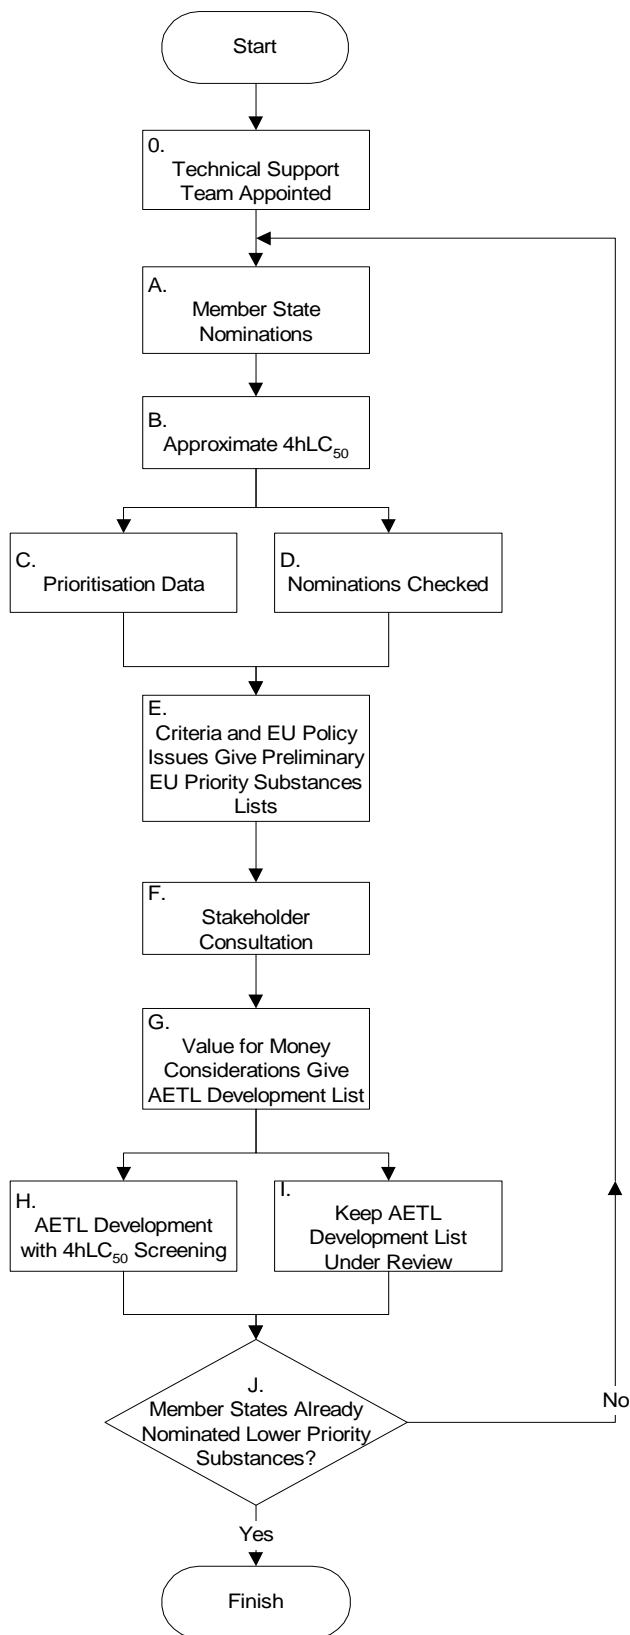 Start
0.
Technical Support
Team Appointed
A.
Member State
Nominations
B.
Approximate 4hLC₅₀
C.
Prioritisation Data
D.
Nominations Checked
E.
Criteria and EU Policy
Issues Give Preliminary
EU Priority Substances
Lists
F.
Stakeholder
Consultation
G.
Value for Money
Considerations Give
AETL Development List
H.
AETL Development
with 4hLC₅₀ Screening
I.
Keep AETL
Development List
Under Review
J.
Member States Already
Nominated Lower Priority
Substances?
No
Yes
Finish